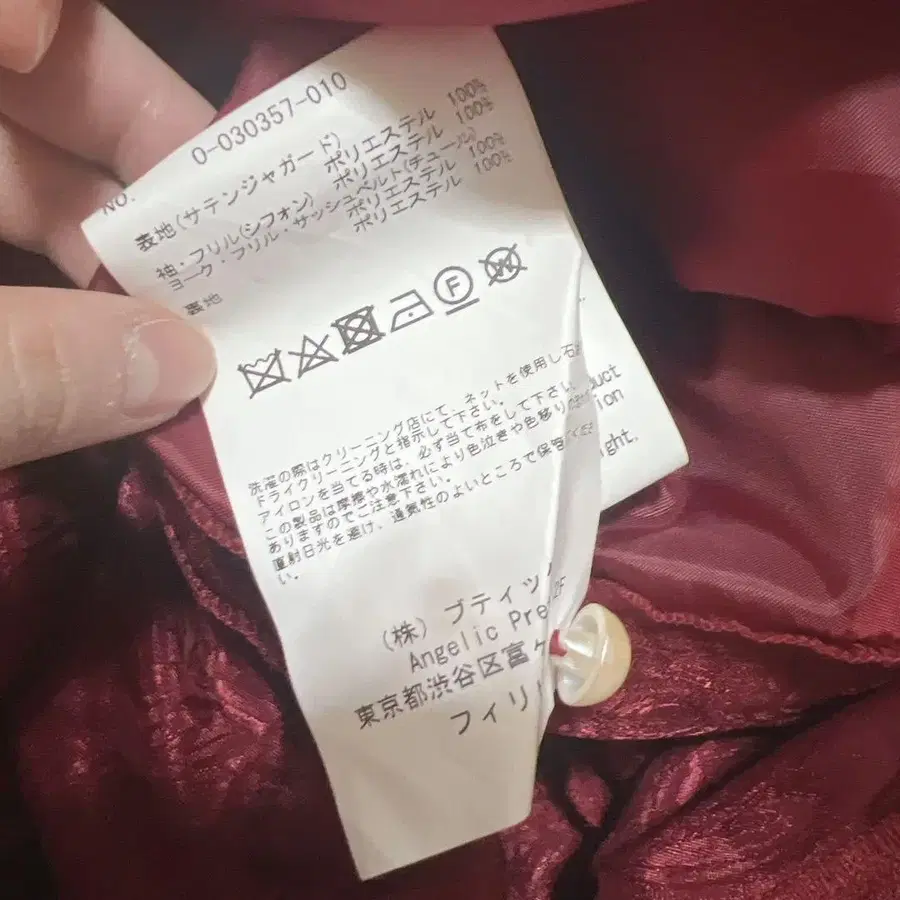 NO.
0-030357-010
表地(サテンジャガード)
ポリエステル 100%
袖・フリル(シフォン)
ポリエステル 100%
ヨーク・フリル・サッシュベルト(チュール)
ポリエステル 100%
裏地
ポリエステル 100%
F
W
洗濯の際はクリーニング店にて、ネットを使用し石
ドライクリーニングと指示して下さい。
アイロンを当てる時は、必ず当て布をして下さい
この製品は摩擦や水濡れにより色泣きや色移りの
ありますのでご注意下さい。
直射日光を避け、通気性のよいところで保管
い。
(株) ブティック
Angelic Pre
2F
東京都渋谷区富ヶ
フィリ
duct
ion
ight.